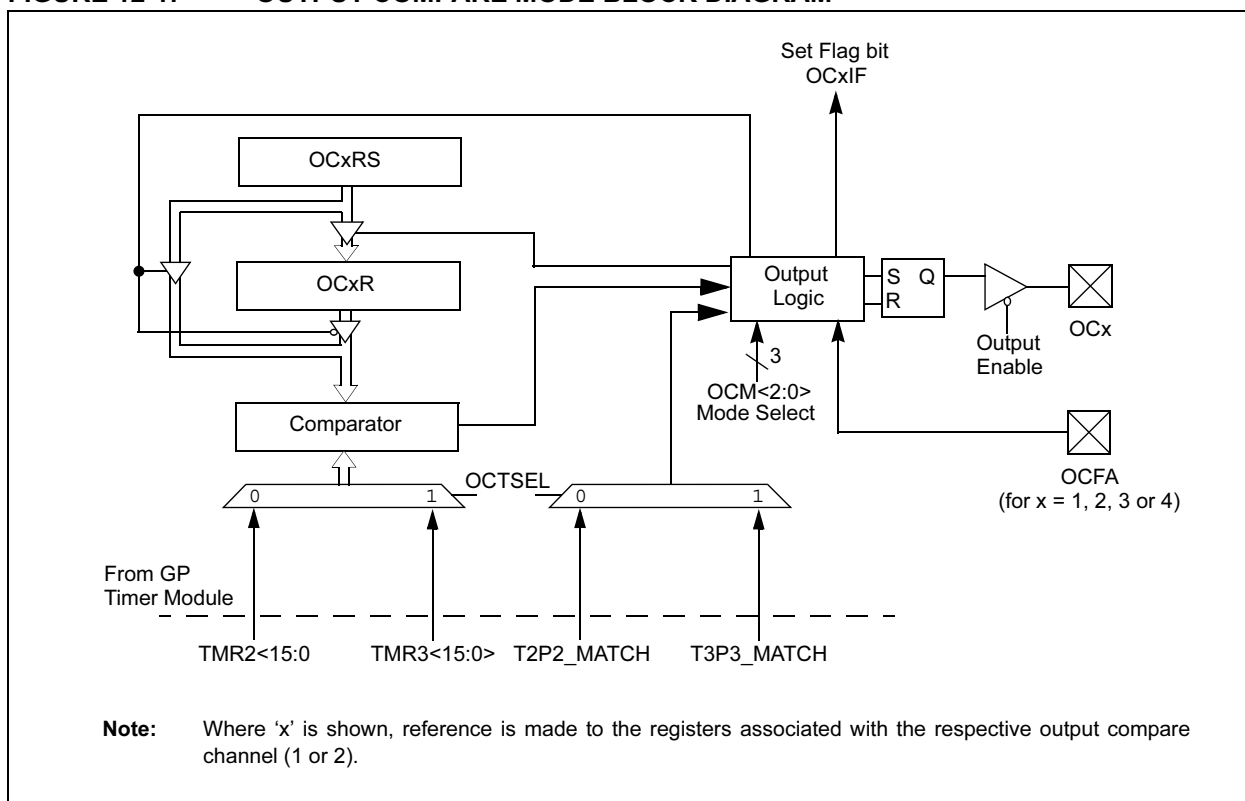 Set Flag bit
OCxIF
OCxRS
OCxR
Output
Logic
S Q
R
Output
Enable
OCx
3
OCM<2:0>
Mode Select
Comparator
OCTSEL
0 1
0 1
OCFA
(for x = 1, 2, 3 or 4)
From GP
Timer Module
TMR2<15:0 TMR3<15:0> T2P2_MATCH T3P3_MATCH
Note: Where ‘x’ is shown, reference is made to the registers associated with the respective output compare
channel (1 or 2).